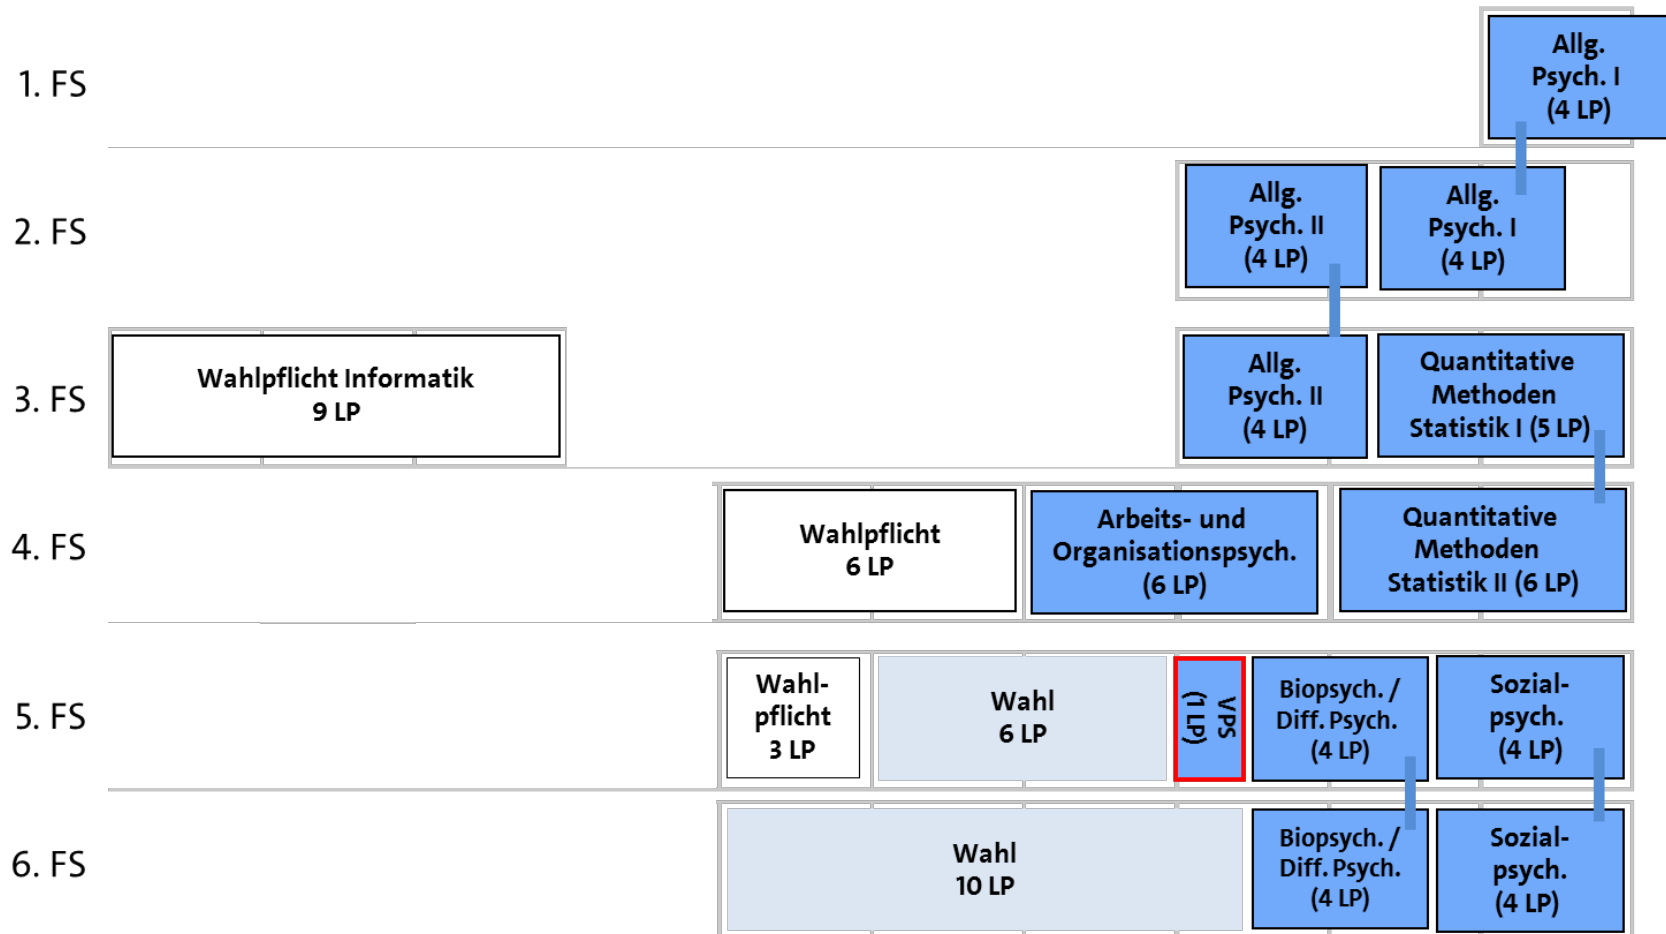 1. FS
Allg.
Psych. I
(4 LP)
2. FS
Allg.
Psych. II
(4 LP)
Allg.
Psych. I
(4 LP)
3. FS
Wahlpflicht Informatik
9 LP
Allg.
Psych. II
(4 LP)
Quantitative
Methoden
Statistik I (5 LP)
4. FS
Wahlpflicht
6 LP
Arbeits- und
Organisationspsych.
(6 LP)
Quantitative
Methoden
Statistik II (6 LP)
5. FS
Wahl-
pflicht
3 LP
Wahl
6 LP
VPS
(1 LP)
Biopsych. /
Diff. Psych.
(4 LP)
Sozial-
psych.
(4 LP)
6. FS
Wahl
10 LP
Biopsych. /
Diff. Psych.
(4 LP)
Sozial-
psych.
(4 LP)